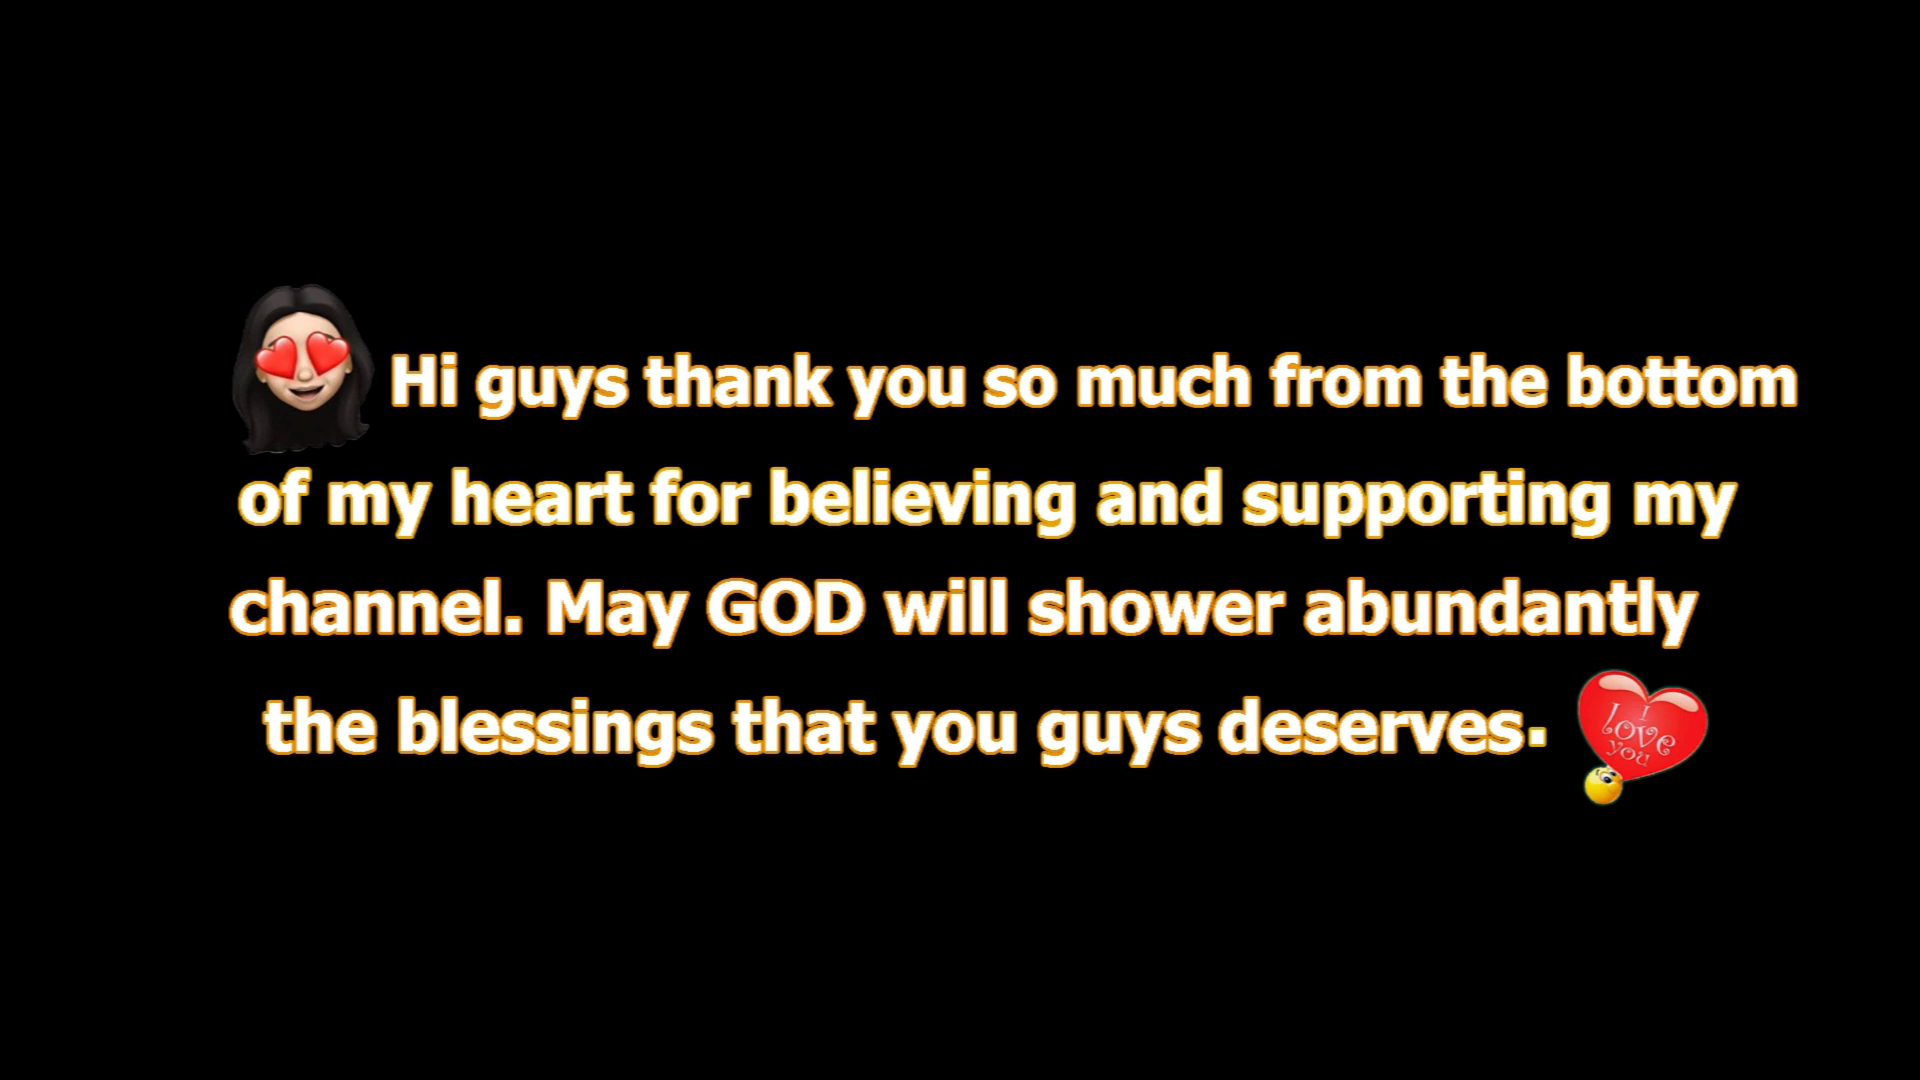 Hi guys thank you so much from the bottom
of my heart for believing and supporting my
channel. May GOD will shower abundantly
the blessings that you guys deserves.
I
love
you